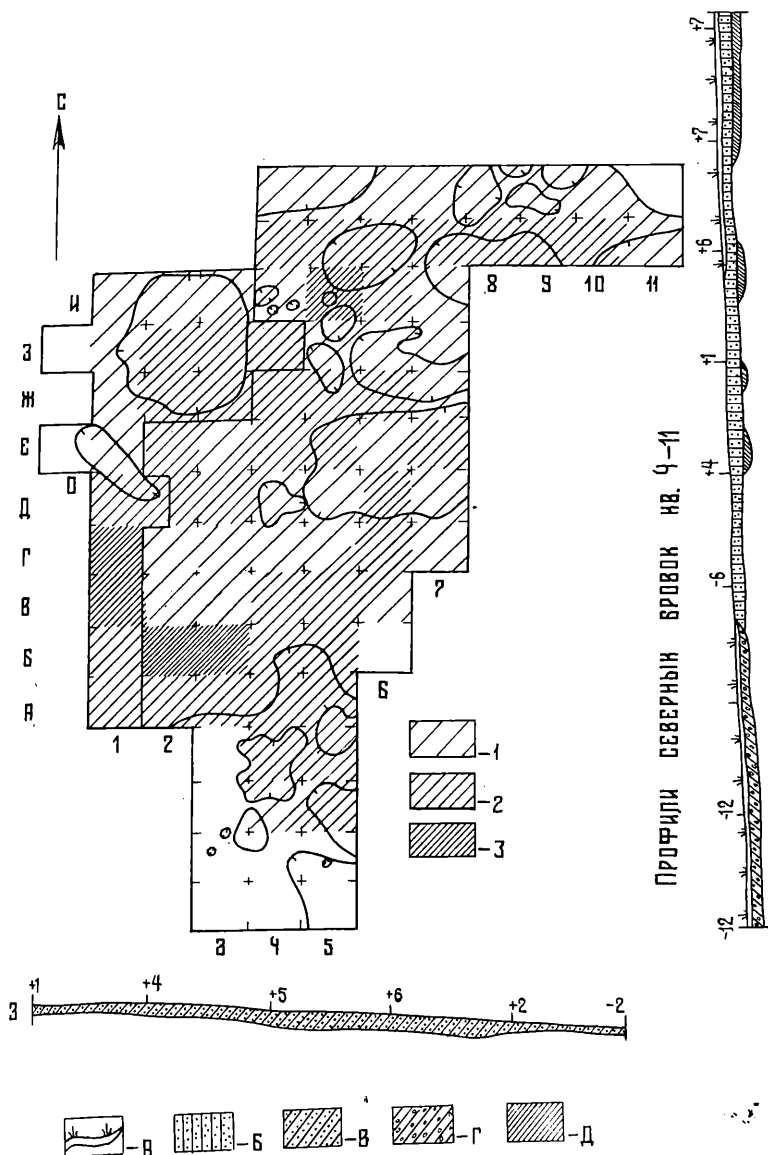 С
И
З
Ж
Е
О
Д
Г
В
Б
А
1 2
3 4 5
6
7
8 9 10 11
-1
-2
-3
Профили северных бровок кв. 4-11
+7
+7
+6
+1
+4
-6
-12
-12
З
+1 +4 +5 +6 +2 -2
-А -Б -В -Г -Д